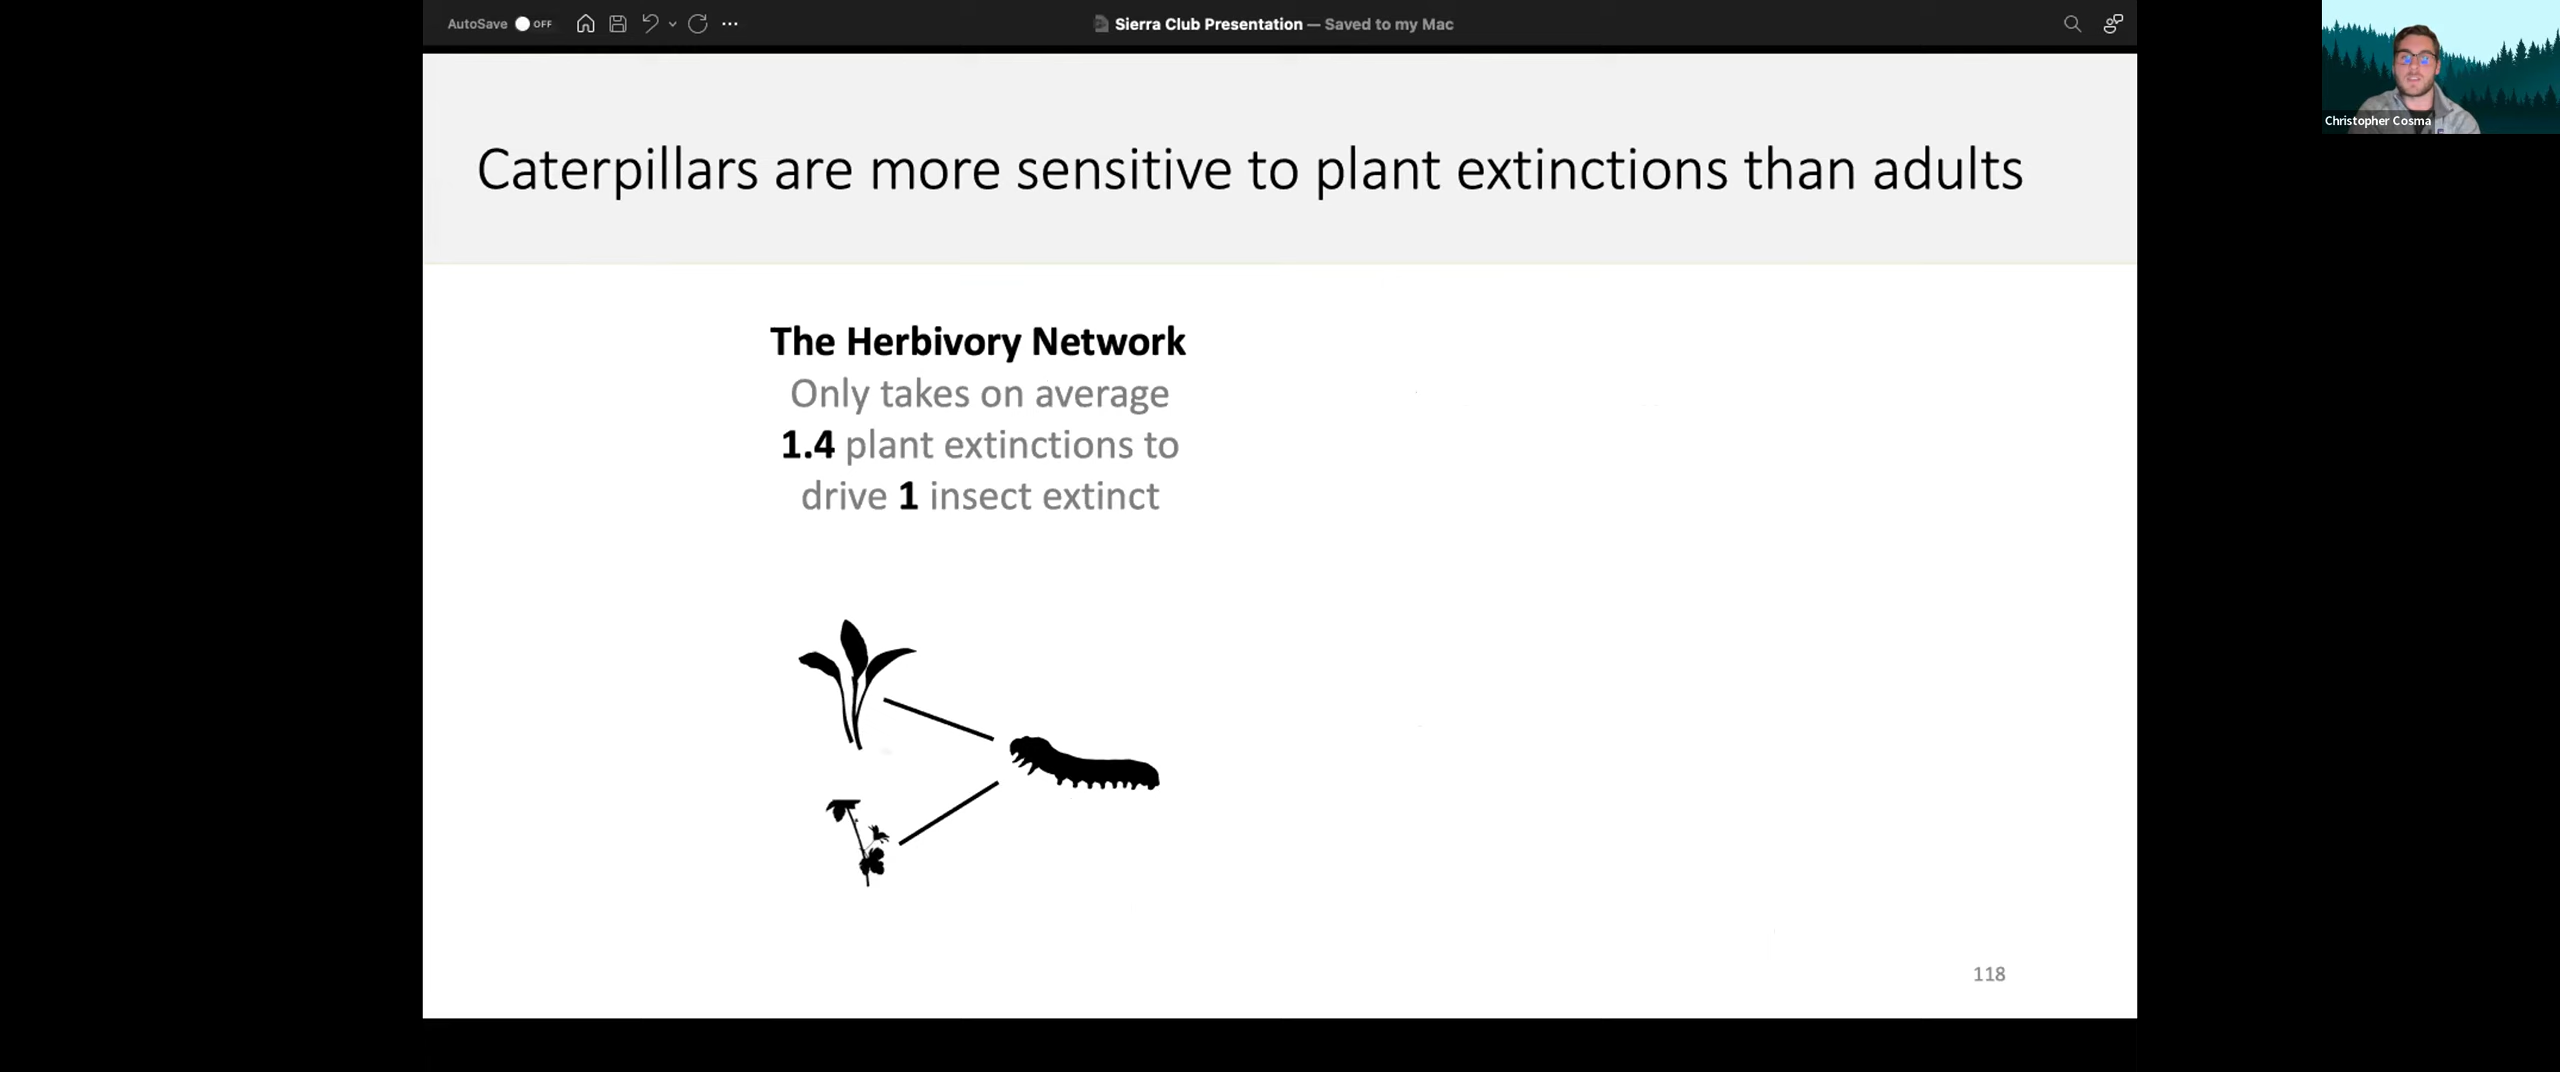 AutoSave OFF
Sierra Club Presentation — Saved to my Mac
Christopher Cosma
Caterpillars are more sensitive to plant extinctions than adults
The Herbivory Network
Only takes on average
1.4 plant extinctions to
drive 1 insect extinct
118